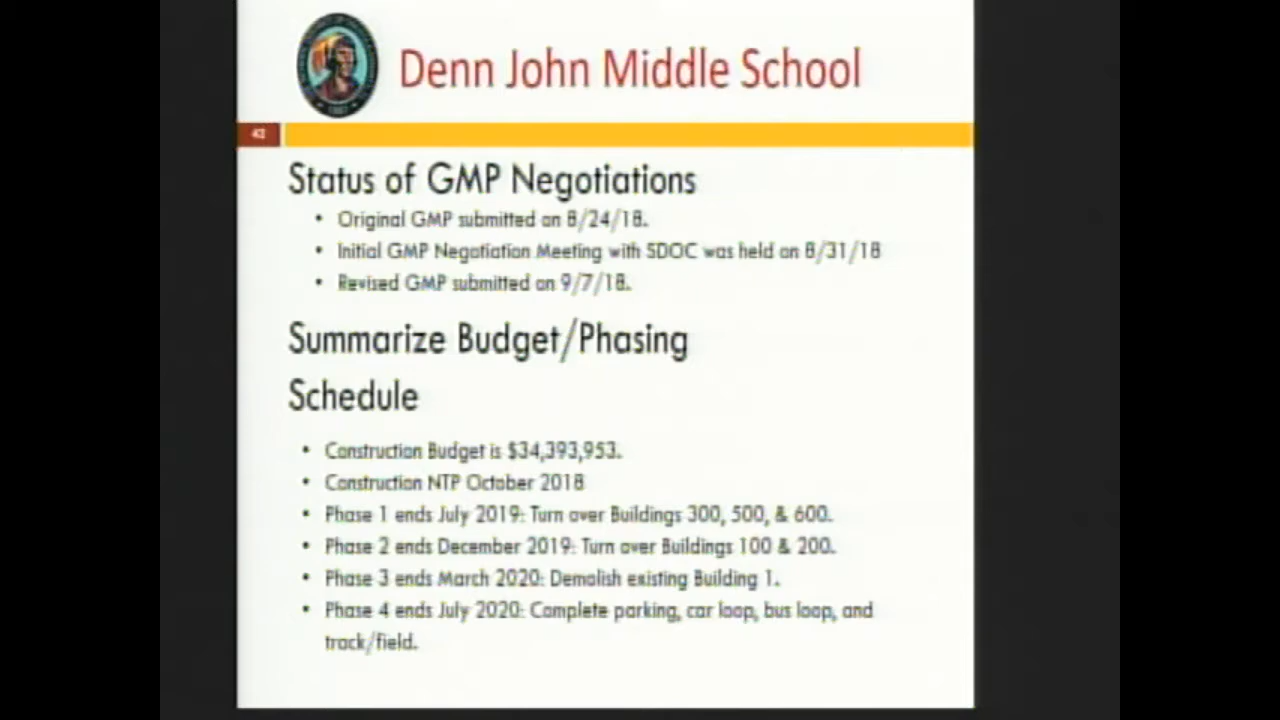 Denn John Middle School
42
Status of GMP Negotiations
• Original GMP submitted on 8/24/18.
• Initial GMP Negotiation Meeting with SDOC was held on 8/31/18
• Revised GMP submitted on 9/7/18.
Summarize Budget/Phasing
Schedule
• Construction Budget is $34,393,953.
• Construction NTP October 2018
• Phase 1 ends July 2019: Turn over Buildings 300, 500, & 600.
• Phase 2 ends December 2019: Turn over Buildings 100 & 200.
• Phase 3 ends March 2020: Demolish existing Building 1.
• Phase 4 ends July 2020: Complete parking, car loop, bus loop, and
track/field.